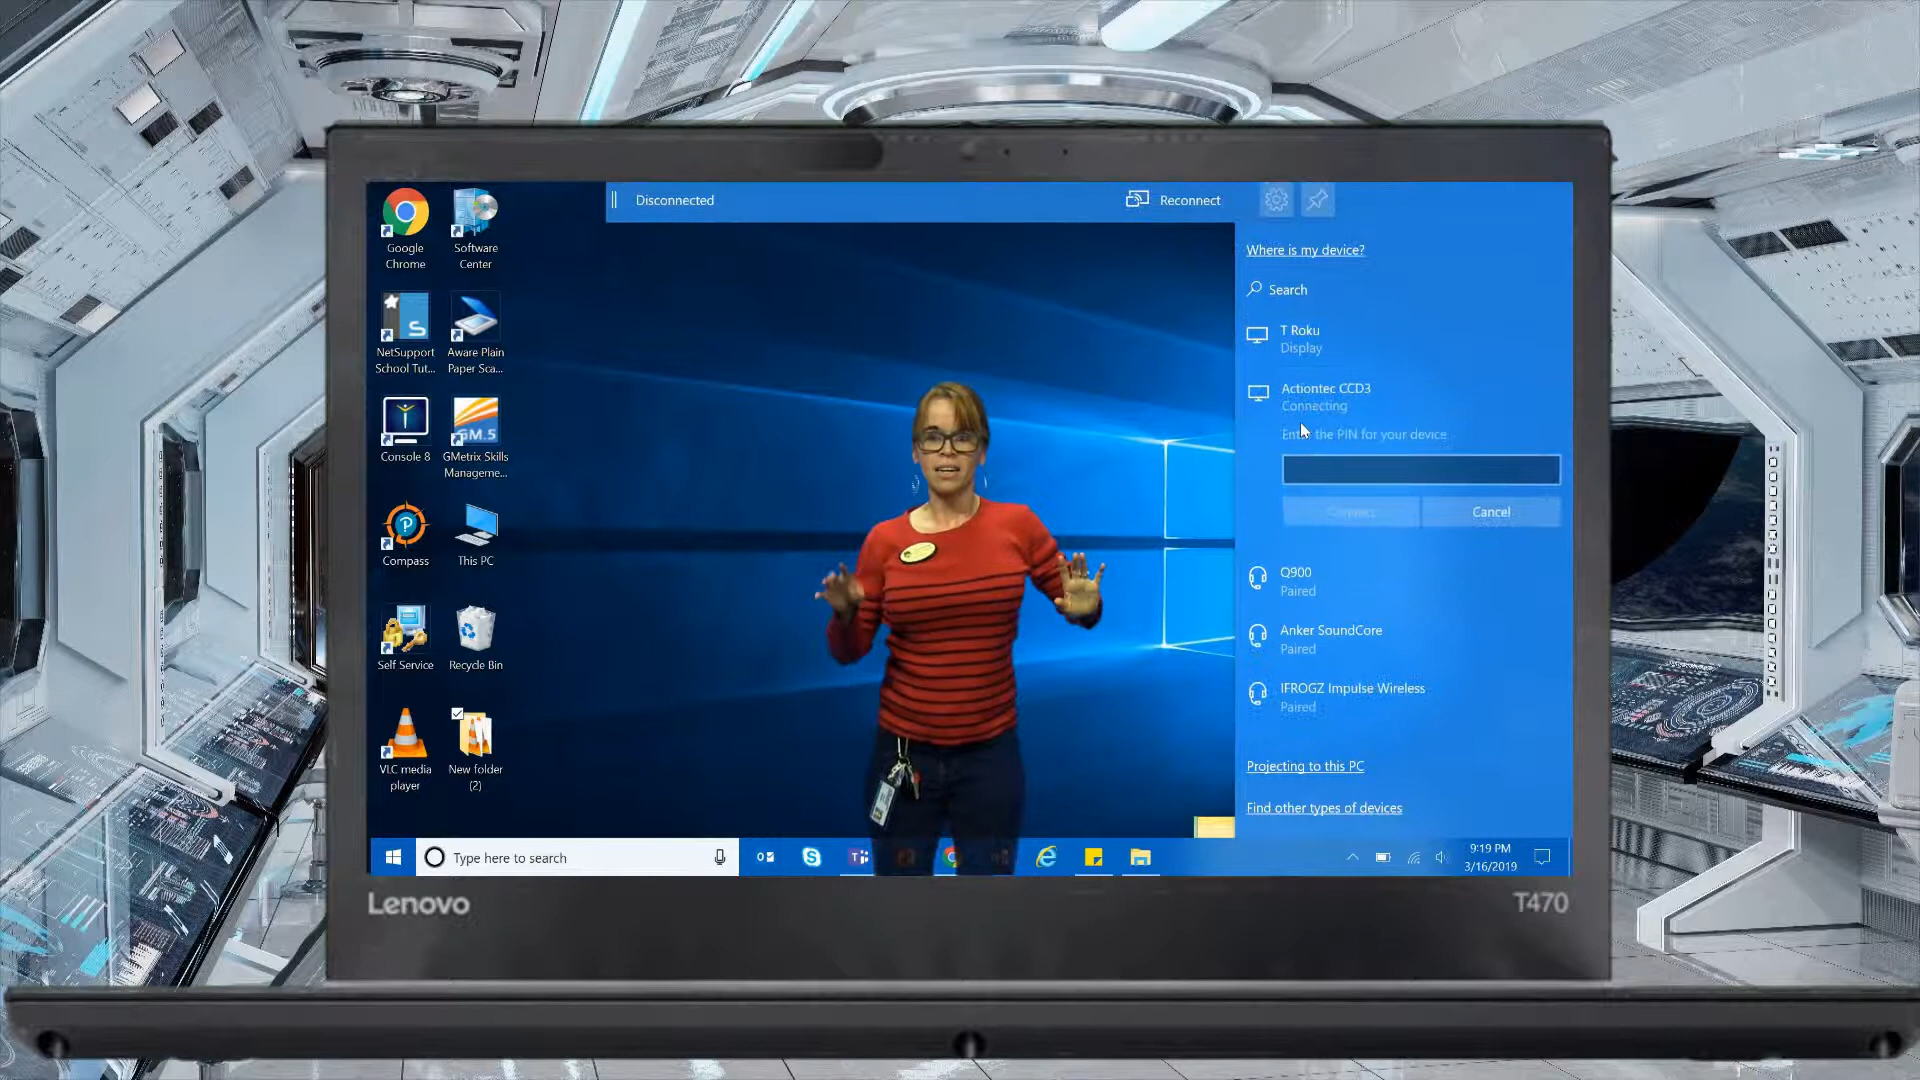 Disconnected
Reconnect
Google
Chrome
Software
Center
NetSupport
School Tut...
Aware Plain
Paper Sca...
Console 8
GM.5
GMetrix Skills
Manageme...
Compass
This PC
Self Service
Recycle Bin
VLC media
player
New folder
(2)
Where is my device?
Search
T Roku
Display
Actiontec CCD3
Connecting
Enter the PIN for your device
Connect
Cancel
Q900
Paired
Anker SoundCore
Paired
IFROGZ Impulse Wireless
Paired
Projecting to this PC
Find other types of devices
Type here to search
9:19 PM
3/16/2019
Lenovo
T470